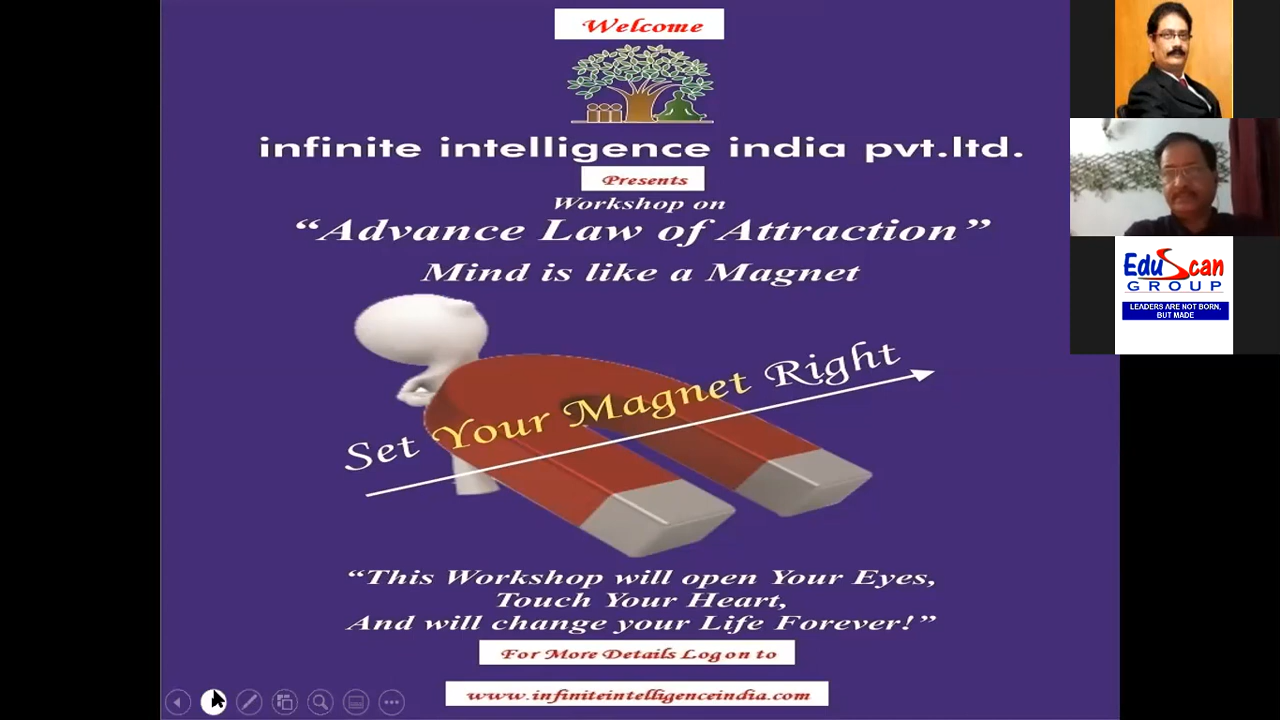 Welcome
infinite intelligence india pvt.ltd.
Presents
Workshop on
“Advance Law of Attraction”
Mind is like a Magnet
Set Your Magnet Right
“This Workshop will open Your Eyes,
Touch Your Heart,
And will change your Life Forever!”
For More Details Logon to
www.infiniteintelligenceindia.com
EduScan
GROUP
LEADERS ARE NOT BORN,
BUT MADE